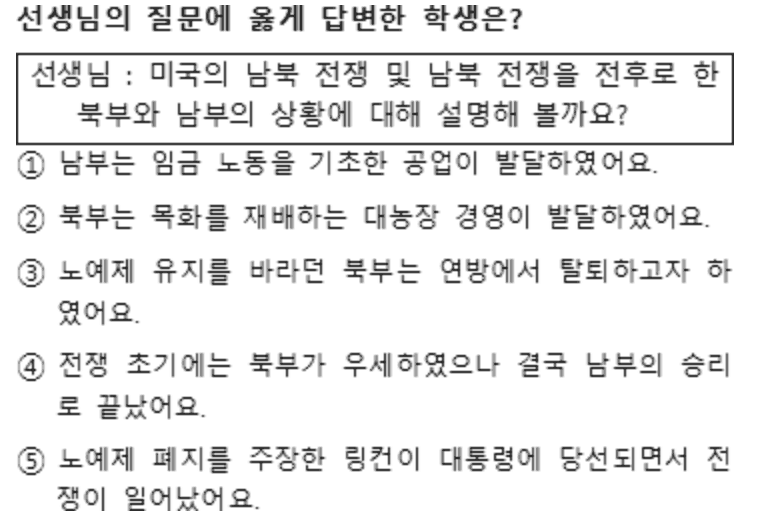 선생님의 질문에 옳게 답변한 학생은?
선생님 : 미국의 남북 전쟁 및 남북 전쟁을 전후로 한
북부와 남부의 상황에 대해 설명해 볼까요?
① 남부는 임금 노동을 기초한 공업이 발달하였어요.
② 북부는 목화를 재배하는 대농장 경영이 발달하였어요.
③ 노예제 유지를 바라던 북부는 연방에서 탈퇴하고자 하
였어요.
④ 전쟁 초기에는 북부가 우세하였으나 결국 남부의 승리
로 끝났어요.
⑤ 노예제 폐지를 주장한 링컨이 대통령에 당선되면서 전
쟁이 일어났어요.